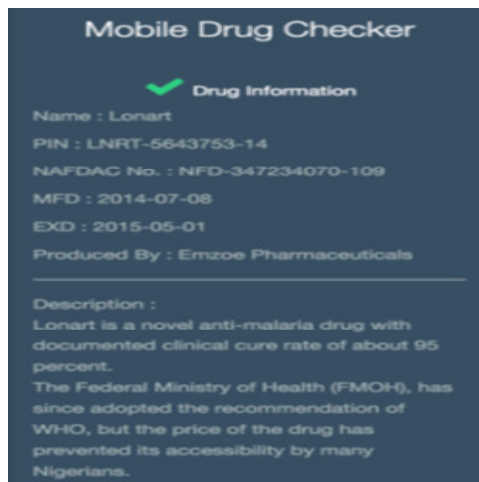 Mobile Drug Checker
Drug Information
Name : Lonart
PIN : LNRT-5643753-14
NAFDAC No. : NFD-347234070-109
MFD : 2014-07-08
EXD : 2015-05-01
Produced By : Emzoe Pharmaceuticals
Description :
Lonart is a novel anti-malaria drug with
documented clinical cure rate of about 95
percent.
The Federal Ministry of Health (FMOH), has
since adopted the recommendation of
WHO, but the price of the drug has
prevented its accessibility by many
Nigerians.